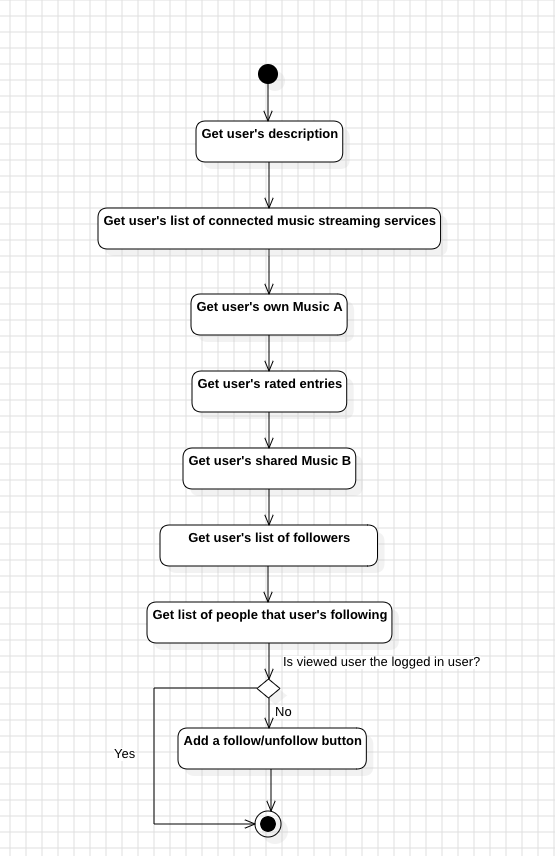 Get user's description
Get user's list of connected music streaming services
Get user's own Music A
Get user's rated entries
Get user's shared Music B
Get user's list of followers
Get list of people that user's following
Is viewed user the logged in user?
No
Add a follow/unfollow button
Yes